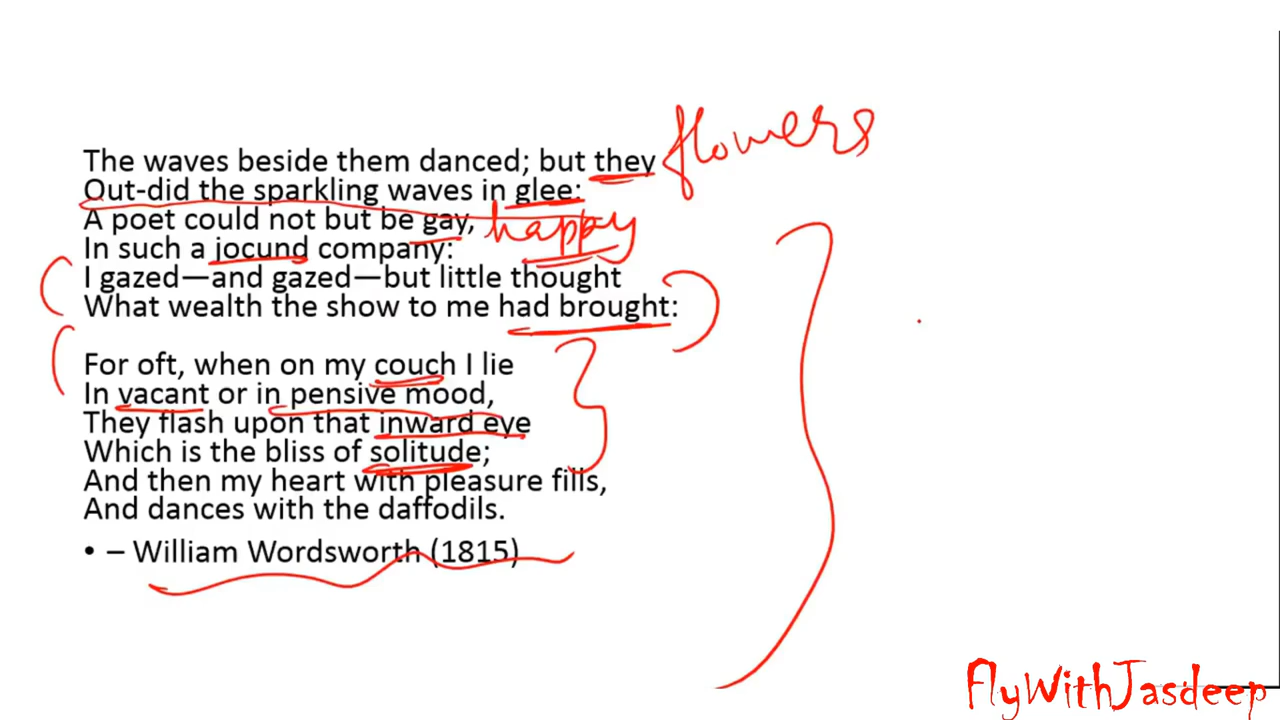 The waves beside them danced; but they flowers
Out-did the sparkling waves in glee:
A poet could not but be gay, happy
In such a jocund company:
I gazed—and gazed—but little thought
What wealth the show to me had brought:
For oft, when on my couch I lie
In vacant or in pensive mood,
They flash upon that inward eye
Which is the bliss of solitude;
And then my heart with pleasure fills,
And dances with the daffodils.
• – William Wordsworth (1815)
FlyWithJasdeep